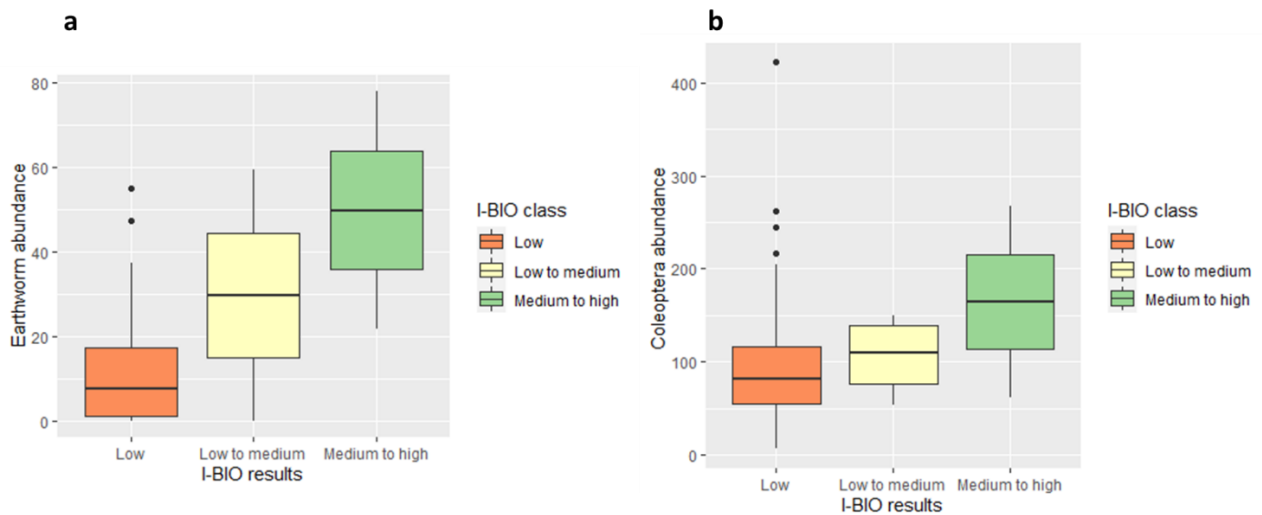 a
80
60
40
20
0
Earthworm abundance
Low
Low to medium
Medium to high
I-BIO results
I-BIO class
Low
Low to medium
Medium to high
b
400
300
200
100
0
Coleoptera abundance
Low
Low to medium
Medium to high
I-BIO results
I-BIO class
Low
Low to medium
Medium to high